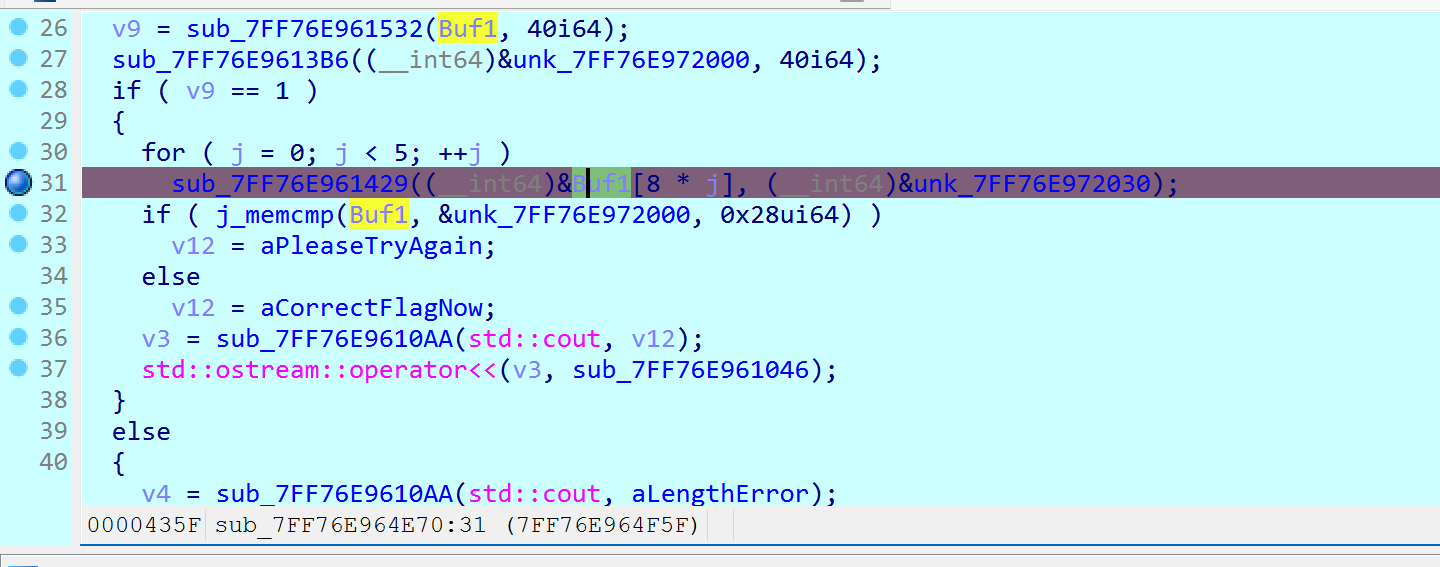 26 v9 = sub_7FF76E961532(Buf1, 40i64);
27 sub_7FF76E9613B6((__int64)&unk_7FF76E972000, 40i64);
28 if ( v9 == 1 )
29 {
30 for ( j = 0; j < 5; ++j )
31 sub_7FF76E961429((__int64)&Buf1[8 * j], (__int64)&unk_7FF76E972030);
32 if ( j_memcmp(Buf1, &unk_7FF76E972000, 0x28ui64) )
33 v12 = aPleaseTryAgain;
34 else
35 v12 = aCorrectFlagNow;
36 v3 = sub_7FF76E9610AA(std::cout, v12);
37 std::ostream::operator<<(v3, sub_7FF76E961046);
38 }
39 else
40 {
v4 = sub_7FF76E9610AA(std::cout, aLengthError);
0000435F sub_7FF76E964E70:31 (7FF76E964F5F)